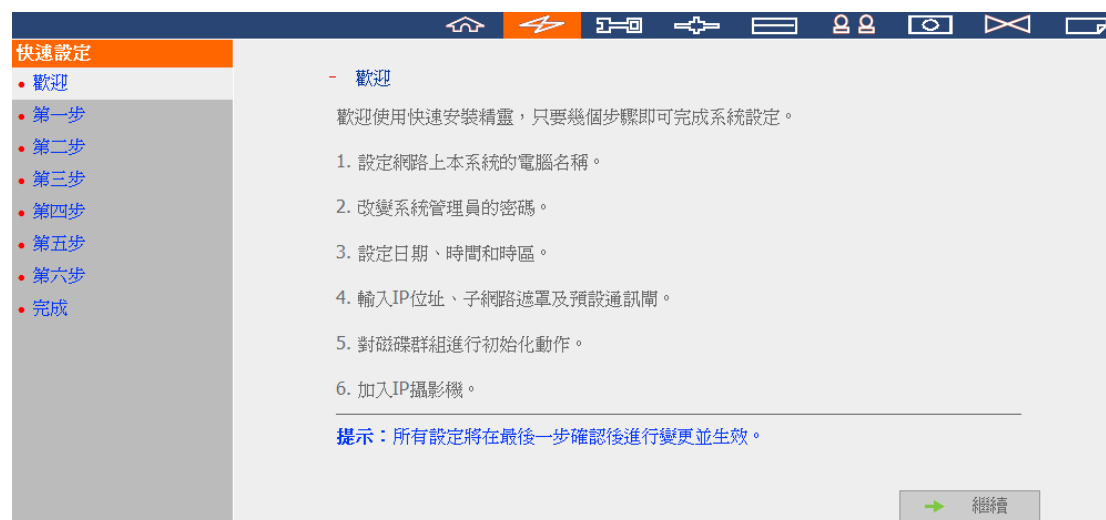 快速設定
歡迎
第一步
第二步
第三步
第四步
第五步
第六步
完成
- 歡迎
歡迎使用快速安裝精靈，只要幾個步驟即可完成系統設定。
1. 設定網路上本系統的電腦名稱。
2. 改變系統管理員的密碼。
3. 設定日期、時間和時區。
4. 輸入IP位址、子網路遮罩及預設通訊閘。
5. 對磁碟群組進行初始化動作。
6. 加入IP攝影機。
提示：所有設定將在最後一步確認後進行變更並生效。
繼續